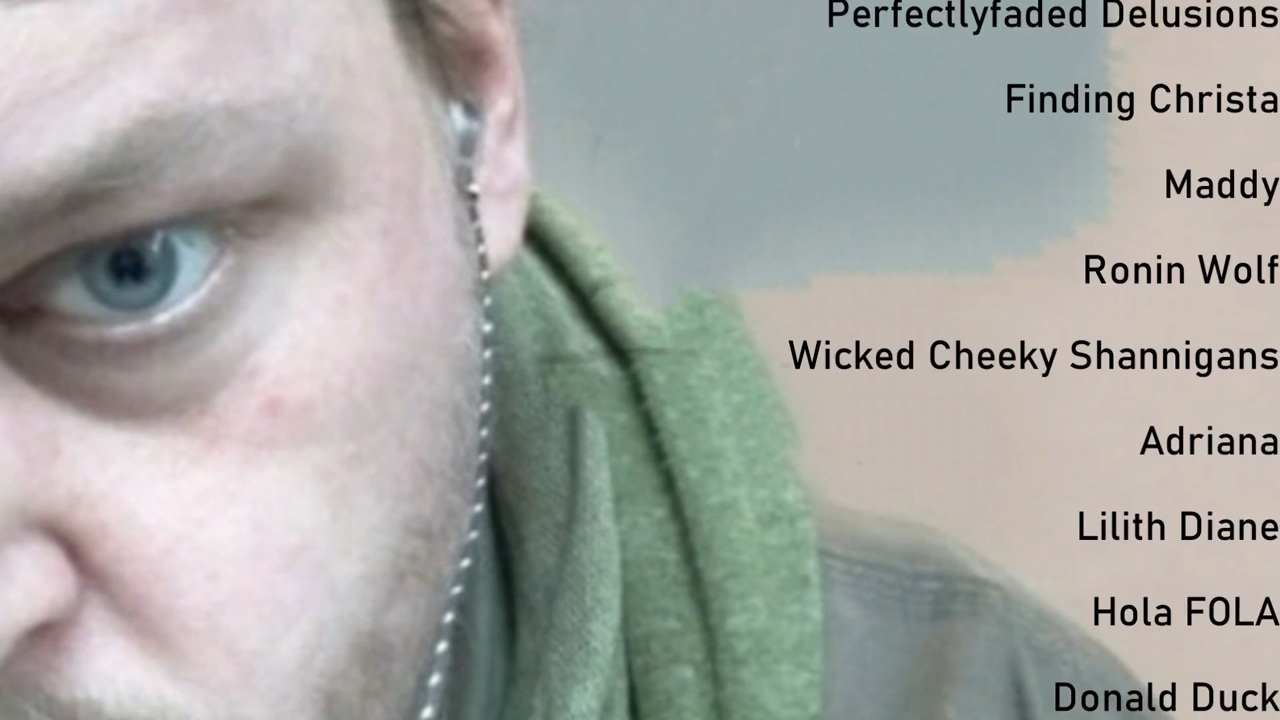 Perfectlyfaded Delusions
Finding Christa
Maddy
Ronin Wolf
Wicked Cheeky Shannigans
Adriana
Lilith Diane
Hola FOLA
Donald Duck